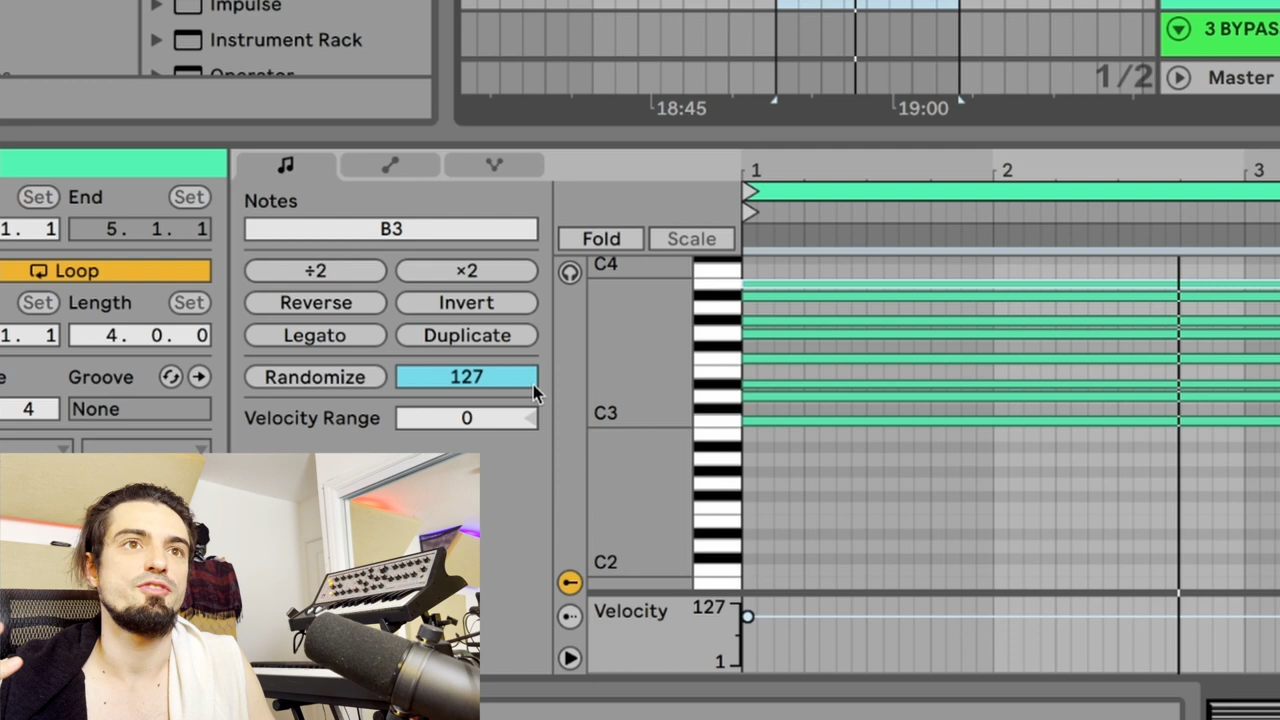 Impulse
Instrument Rack
Operator
3 BYPAS
1/2
Master
18:45
19:00
Set
End
Set
1. 1
5. 1. 1
Loop
Set
Length
Set
1. 1
4. 0. 0
Groove
4
None
Notes
B3
÷2
×2
Reverse
Invert
Legato
Duplicate
Randomize
127
Velocity Range
0
1
2
3
Fold
Scale
C4
C3
C2
Velocity
127
1